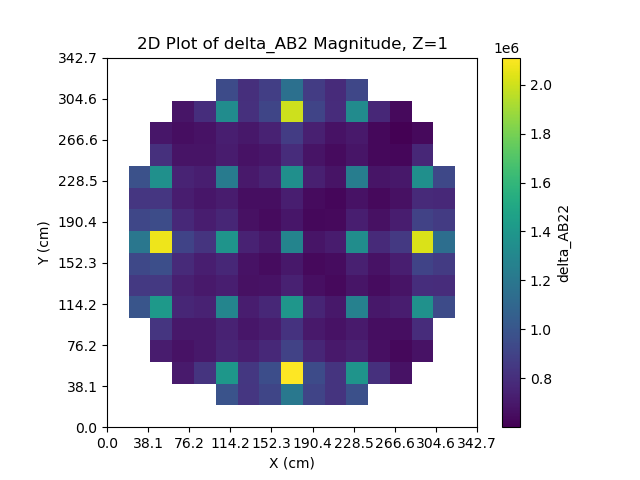 2D Plot of delta_AB2 Magnitude, Z=1
1e6
342.7
304.6
266.6
228.5
190.4
152.3
114.2
76.2
38.1
0.0
Y (cm)
0.0 38.1 76.2 114.2 152.3 190.4 228.5 266.6 304.6 342.7
X (cm)
2.0
1.8
1.6
1.4
1.2
1.0
0.8
delta_AB22